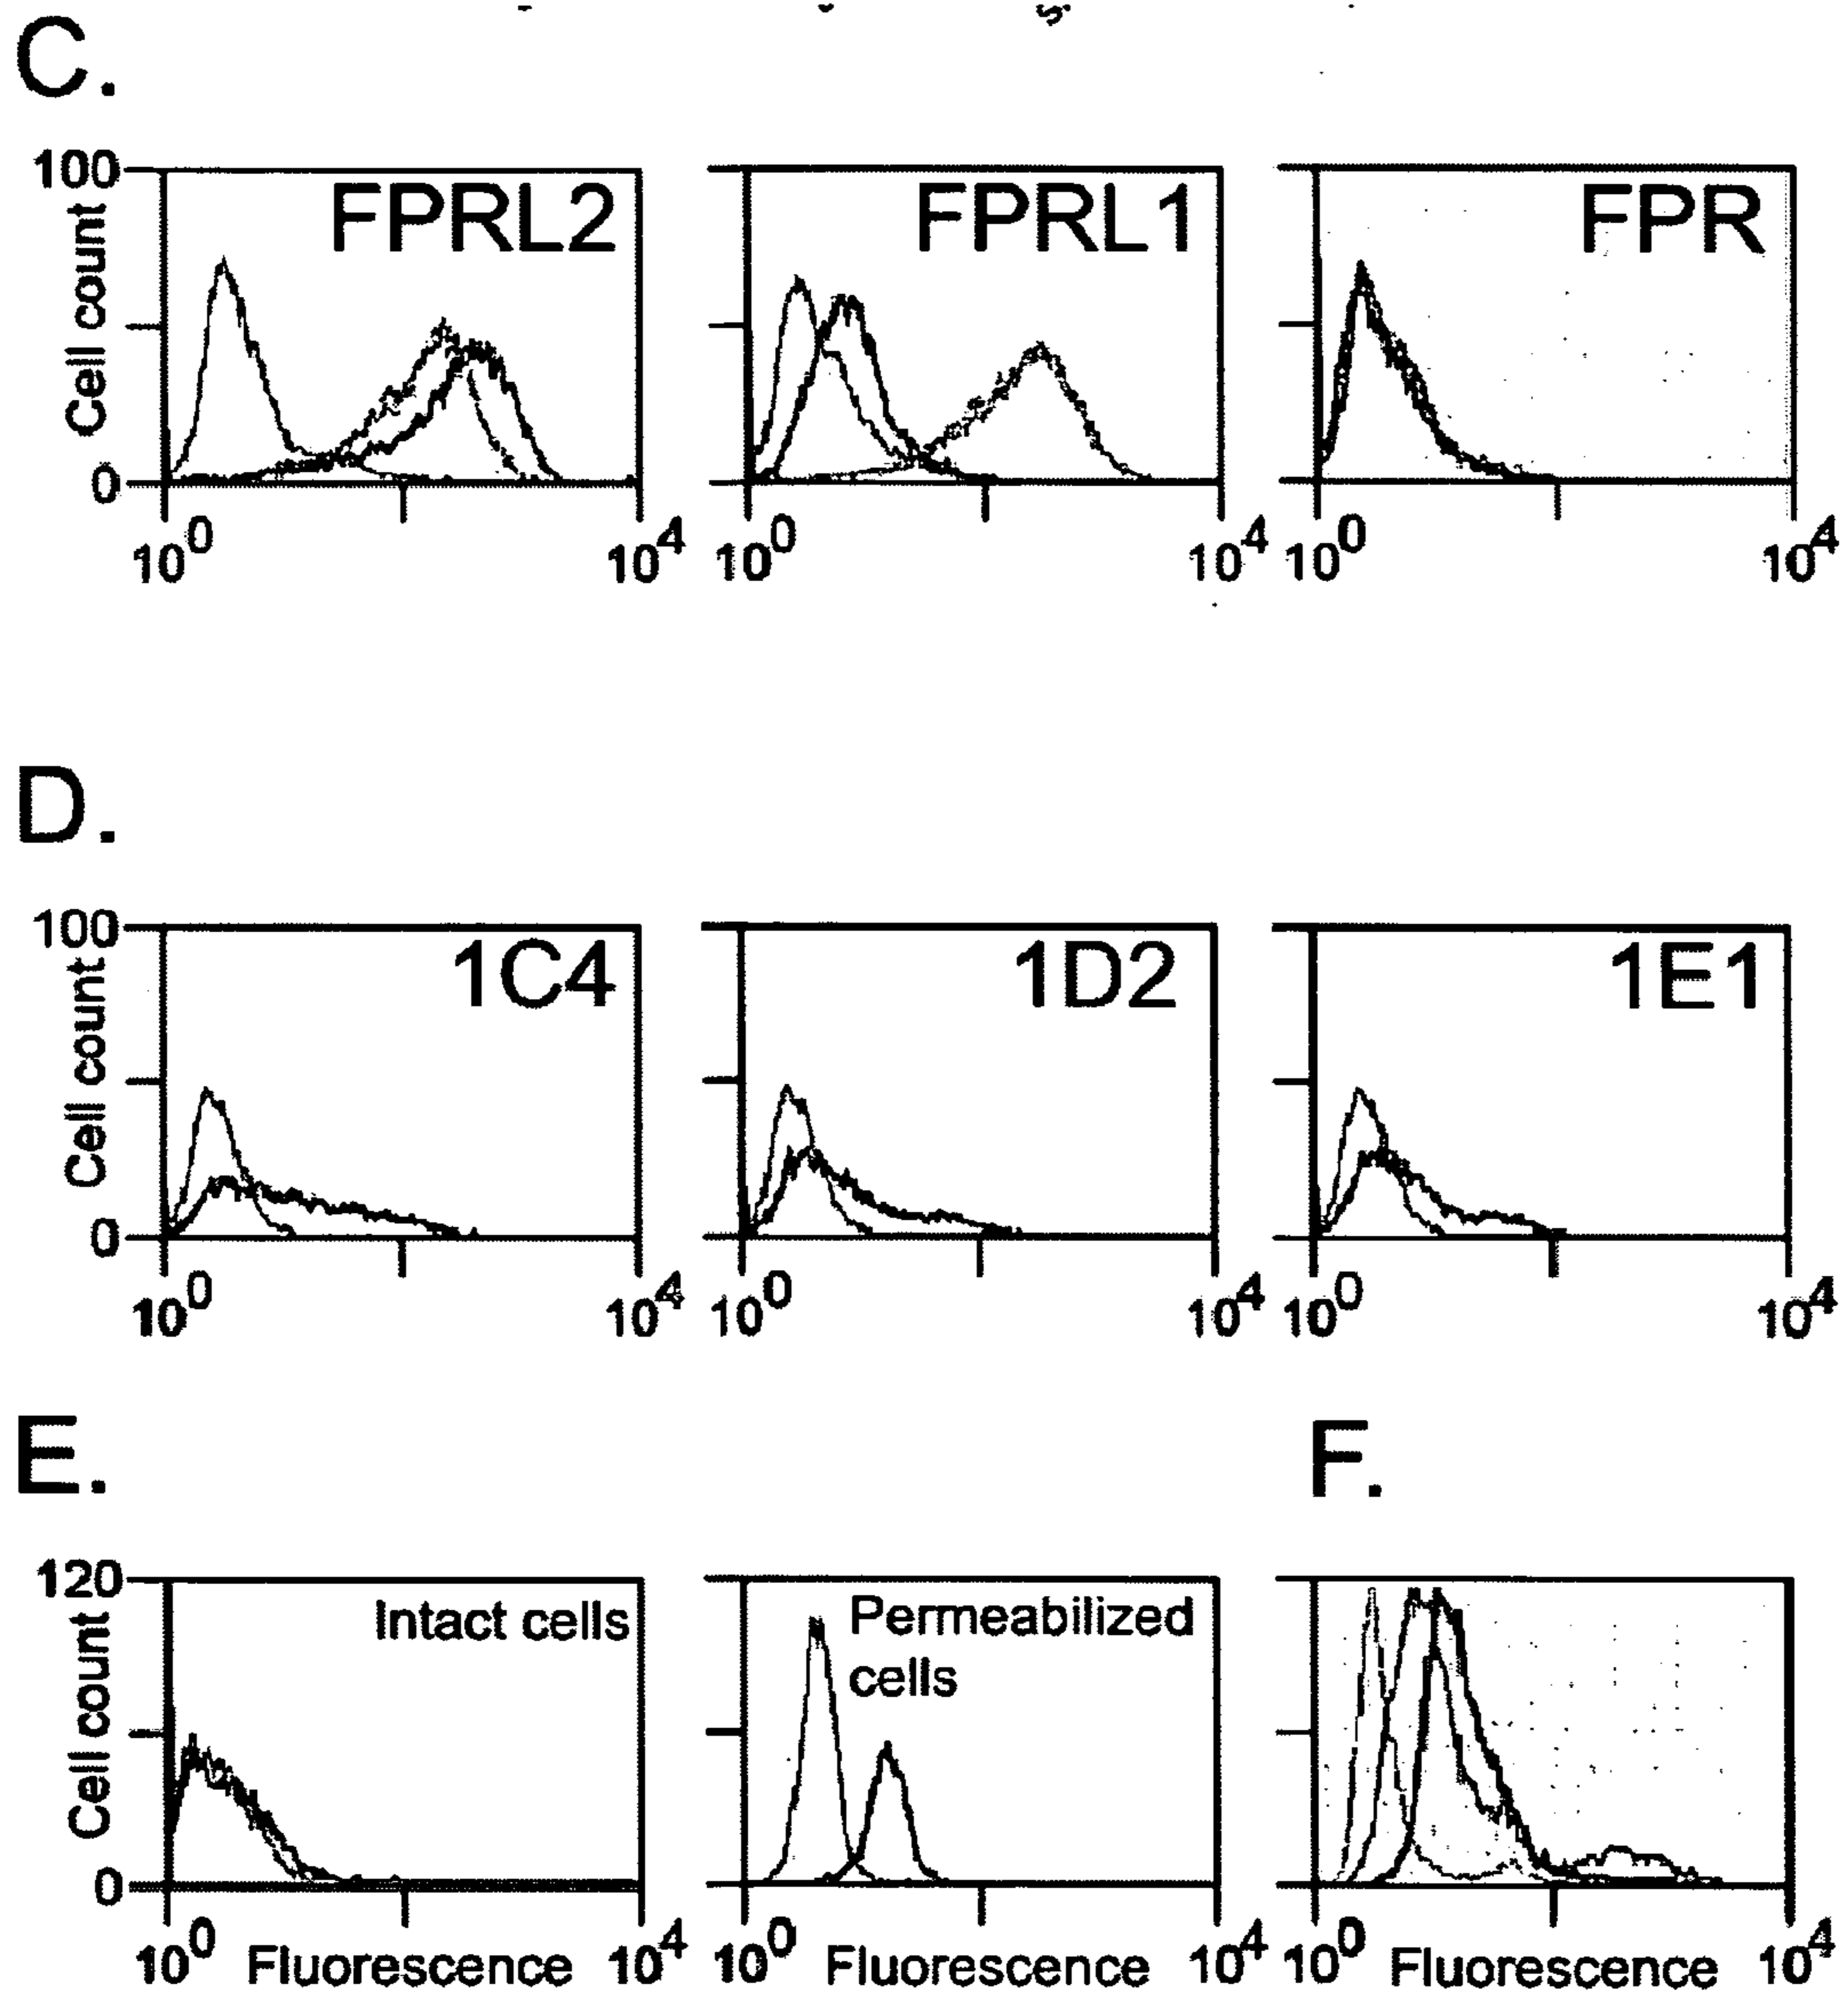 C.
100 FPRL2 FPRL1 FPR
Cell count
0
10^0 10^4 10^0 10^4 10^0 10^4
D.
100 1C4 1D2 1E1
Cell count
0
10^0 10^4 10^0 10^4 10^0 10^4
E. F.
120 Intact cells Permeabilized
cells
Cell count
0
10^0 Fluorescence 10^4 10^0 Fluorescence 10^4 10^0 Fluorescence 10^4